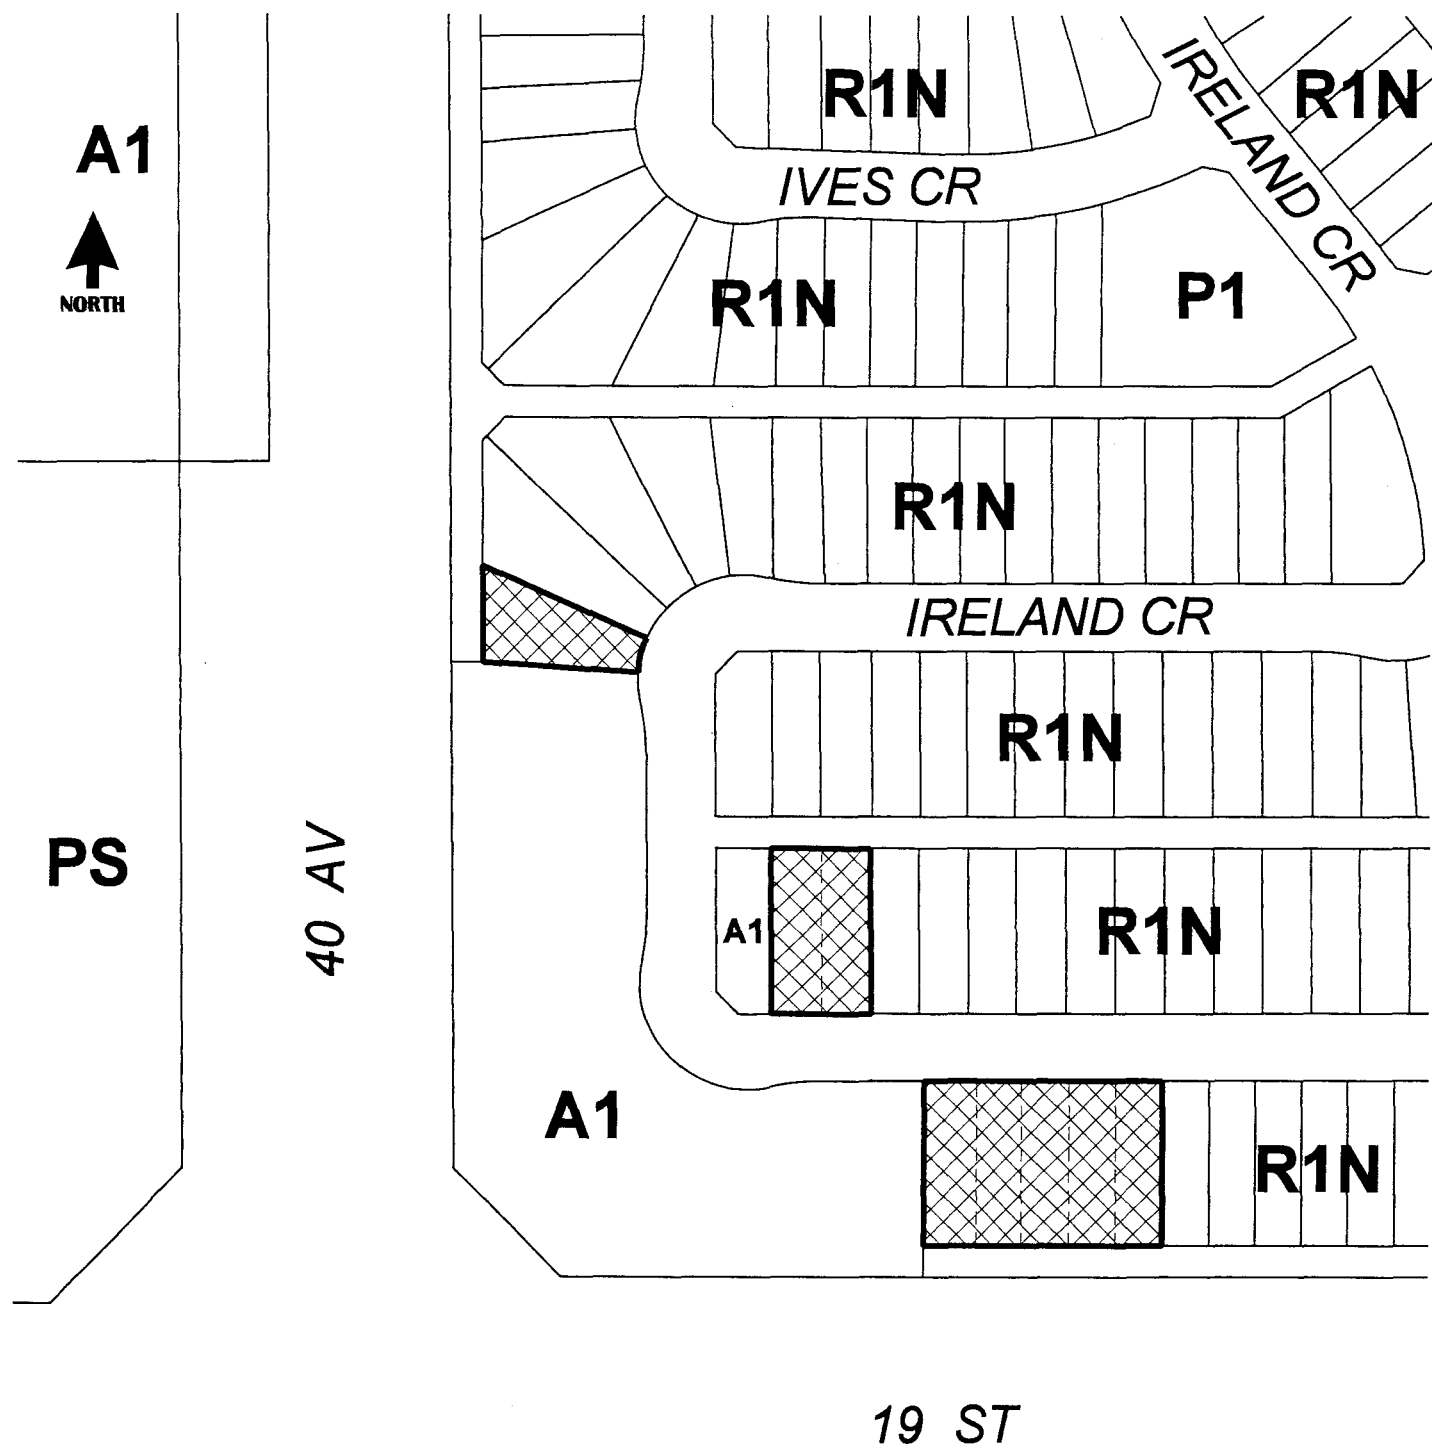 R1N
IRELAND CR
R1N
A1
IVES CR
NORTH
R1N
P1
R1N
IRELAND CR
R1N
PS
40 AV
A1
R1N
A1
R1N
19 ST